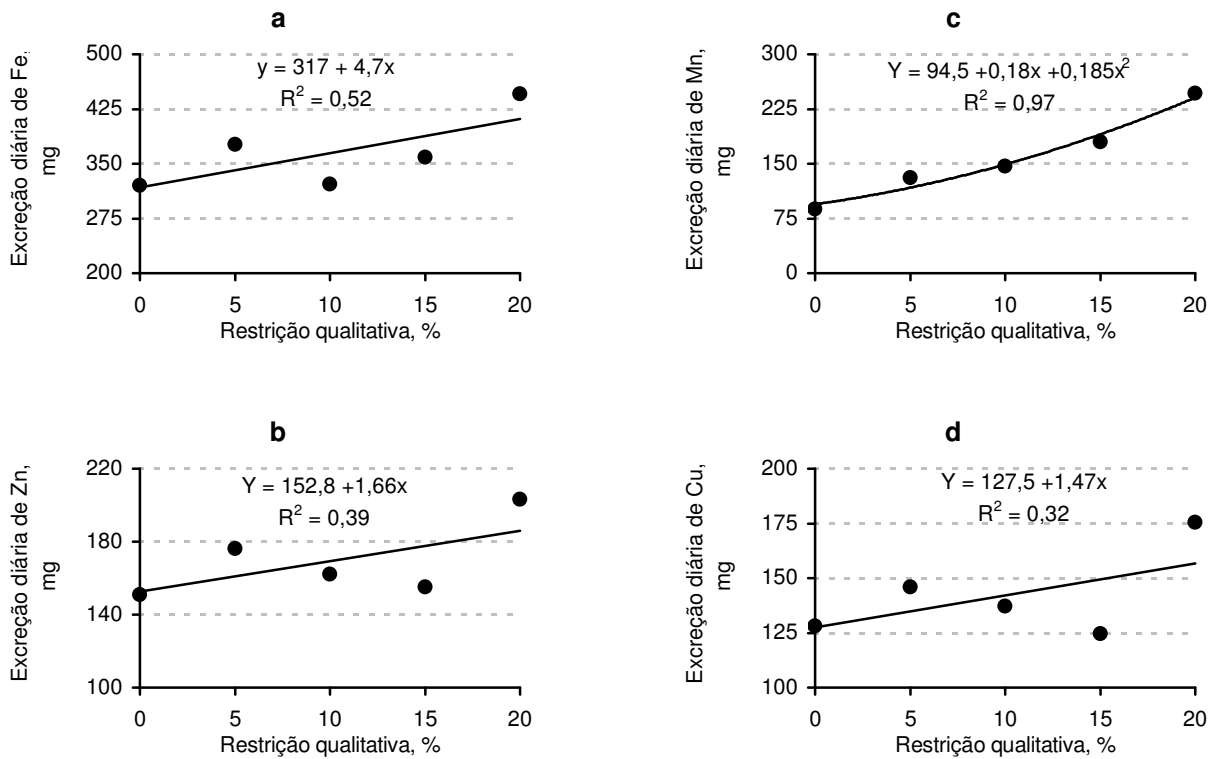 a
Excreção diária de Fe,
mg
500
425
350
275
200
y = 317 + 4,7x
R² = 0,52
0 5 10 15 20
Restrição qualitativa, %
c
Excreção diária de Mn,
mg
300
225
150
75
0
Y = 94,5 +0,18x +0,185x²
R² = 0,97
0 5 10 15 20
Restrição qualitativa, %
b
Excreção diária de Zn,
mg
220
180
140
100
Y = 152,8 +1,66x
R² = 0,39
0 5 10 15 20
Restrição qualitativa, %
d
Excreção diária de Cu,
mg
200
175
150
125
100
Y = 127,5 +1,47x
R² = 0,32
0 5 10 15 20
Restrição qualitativa, %